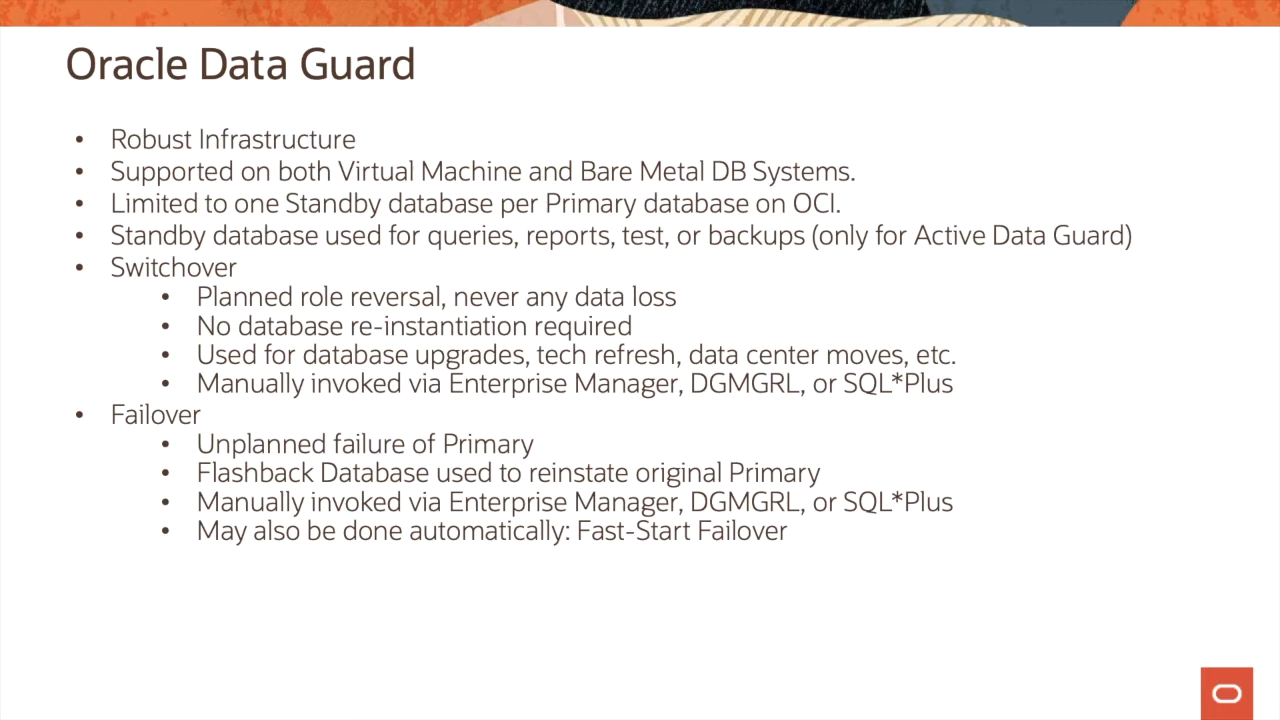 Oracle Data Guard
• Robust Infrastructure
• Supported on both Virtual Machine and Bare Metal DB Systems.
• Limited to one Standby database per Primary database on OCI.
• Standby database used for queries, reports, test, or backups (only for Active Data Guard)
• Switchover
• Planned role reversal, never any data loss
• No database re-instantiation required
• Used for database upgrades, tech refresh, data center moves, etc.
• Manually invoked via Enterprise Manager, DGMGRL, or SQL*Plus
• Failover
• Unplanned failure of Primary
• Flashback Database used to reinstate original Primary
• Manually invoked via Enterprise Manager, DGMGRL, or SQL*Plus
• May also be done automatically: Fast-Start Failover